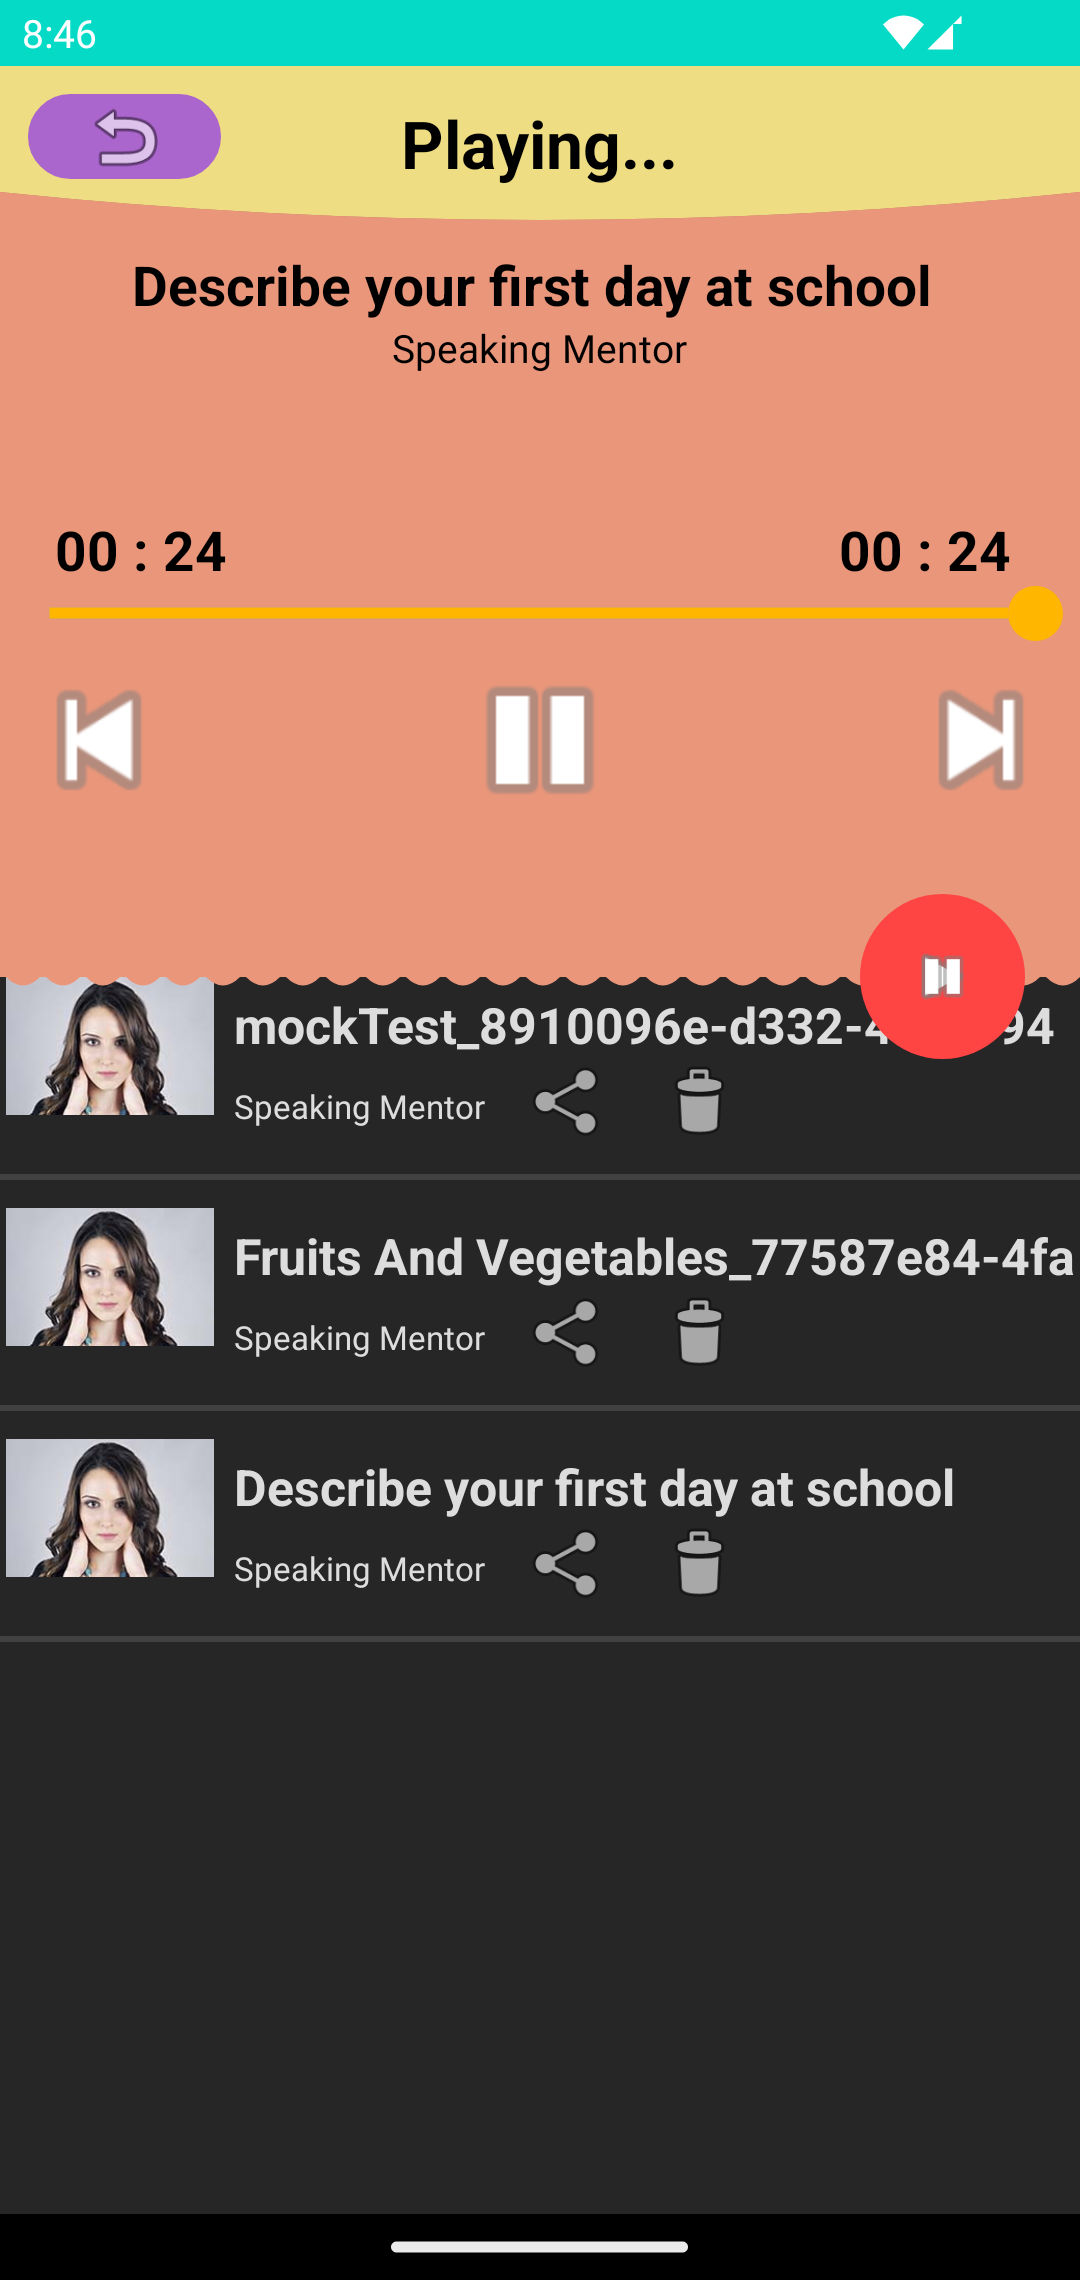 8:46
Playing...
Describe your first day at school
Speaking Mentor
00 : 24
00 : 24
mockTest_8910096e-d332-4 94
Speaking Mentor
Fruits And Vegetables_77587e84-4fa
Speaking Mentor
Describe your first day at school
Speaking Mentor